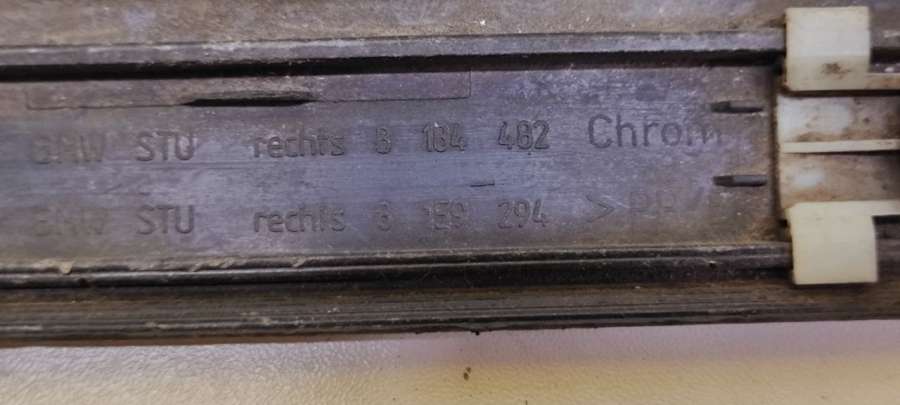 BMW STU rechts 8 184 482 Chrom
BMW STU rechts 8 159 294 >